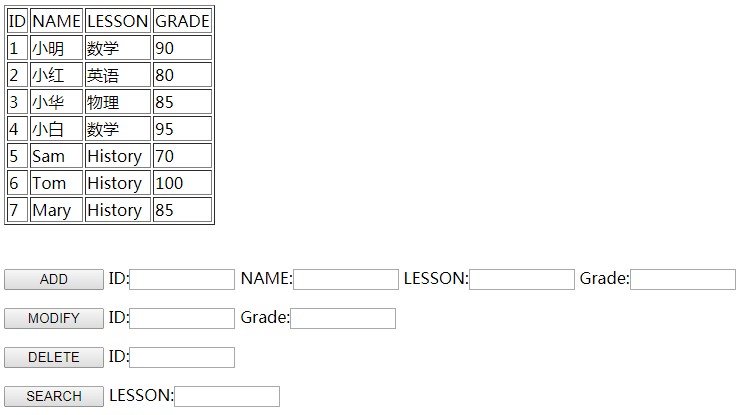 ID NAME LESSON GRADE
1 小明 数学 90
2 小红 英语 80
3 小华 物理 85
4 小白 数学 95
5 Sam History 70
6 Tom History 100
7 Mary History 85
ADD ID: NAME: LESSON: Grade:
MODIFY ID: Grade:
DELETE ID:
SEARCH LESSON: